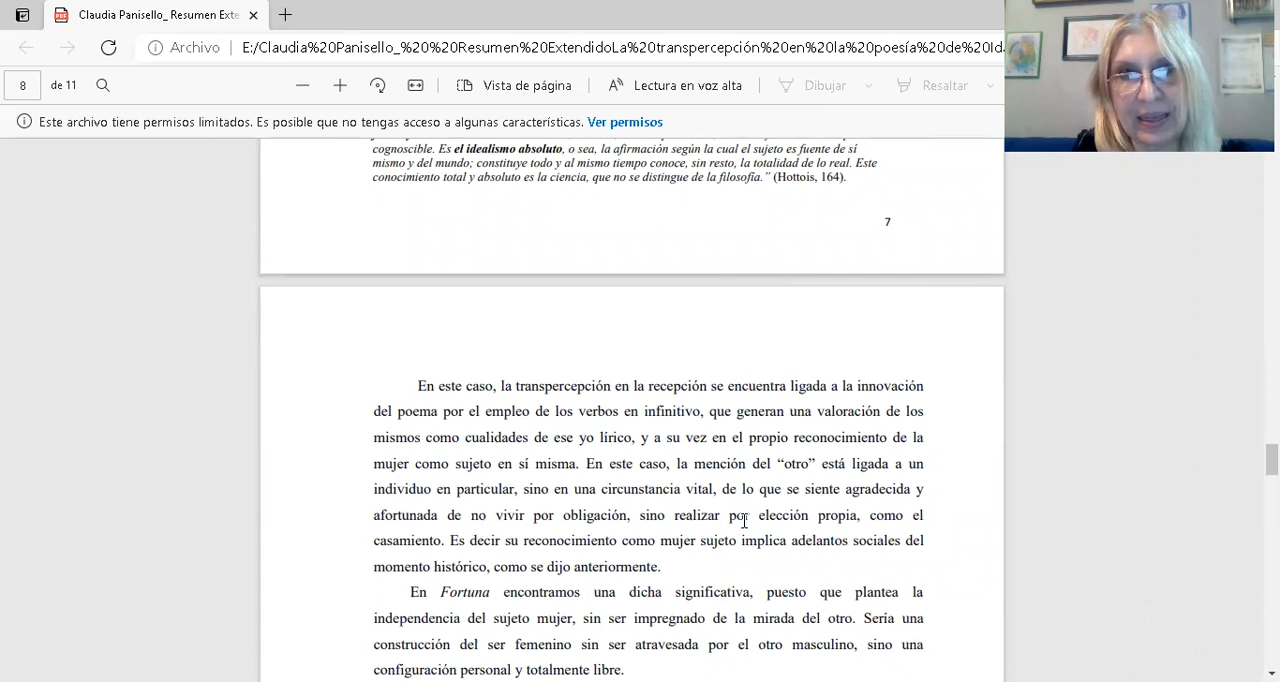 Claudia Panisello_ Resumen Exte
Archivo
E:/Claudia%20Panisello_%20%20Resumen%20ExtendidoLa%20transpercepción%20en%20la%20poesía%20de%20Id
8
de 11
Vista de página
Lectura en voz alta
Dibujar
Resaltar
Este archivo tiene permisos limitados. Es posible que no tengas acceso a algunas características. Ver permisos
cognoscible. Es el idealismo absoluto, o sea, la afirmación según la cual el sujeto es fuente de sí
mismo y del mundo; constituye todo y al mismo tiempo conoce, sin resto, la totalidad de lo real. Este
conocimiento total y absoluto es la ciencia, que no se distingue de la filosofía.” (Hottois, 164).
7
En este caso, la transpercepción en la recepción se encuentra ligada a la innovación
del poema por el empleo de los verbos en infinitivo, que generan una valoración de los
mismos como cualidades de ese yo lírico, y a su vez en el propio reconocimiento de la
mujer como sujeto en sí misma. En este caso, la mención del “otro” está ligada a un
individuo en particular, sino en una circunstancia vital, de lo que se siente agradecida y
afortunada de no vivir por obligación, sino realizar por elección propia, como el
casamiento. Es decir su reconocimiento como mujer sujeto implica adelantos sociales del
momento histórico, como se dijo anteriormente.
En Fortuna encontramos una dicha significativa, puesto que plantea la
independencia del sujeto mujer, sin ser impregnado de la mirada del otro. Sería una
construcción del ser femenino sin ser atravesada por el otro masculino, sino una
configuración personal y totalmente libre.